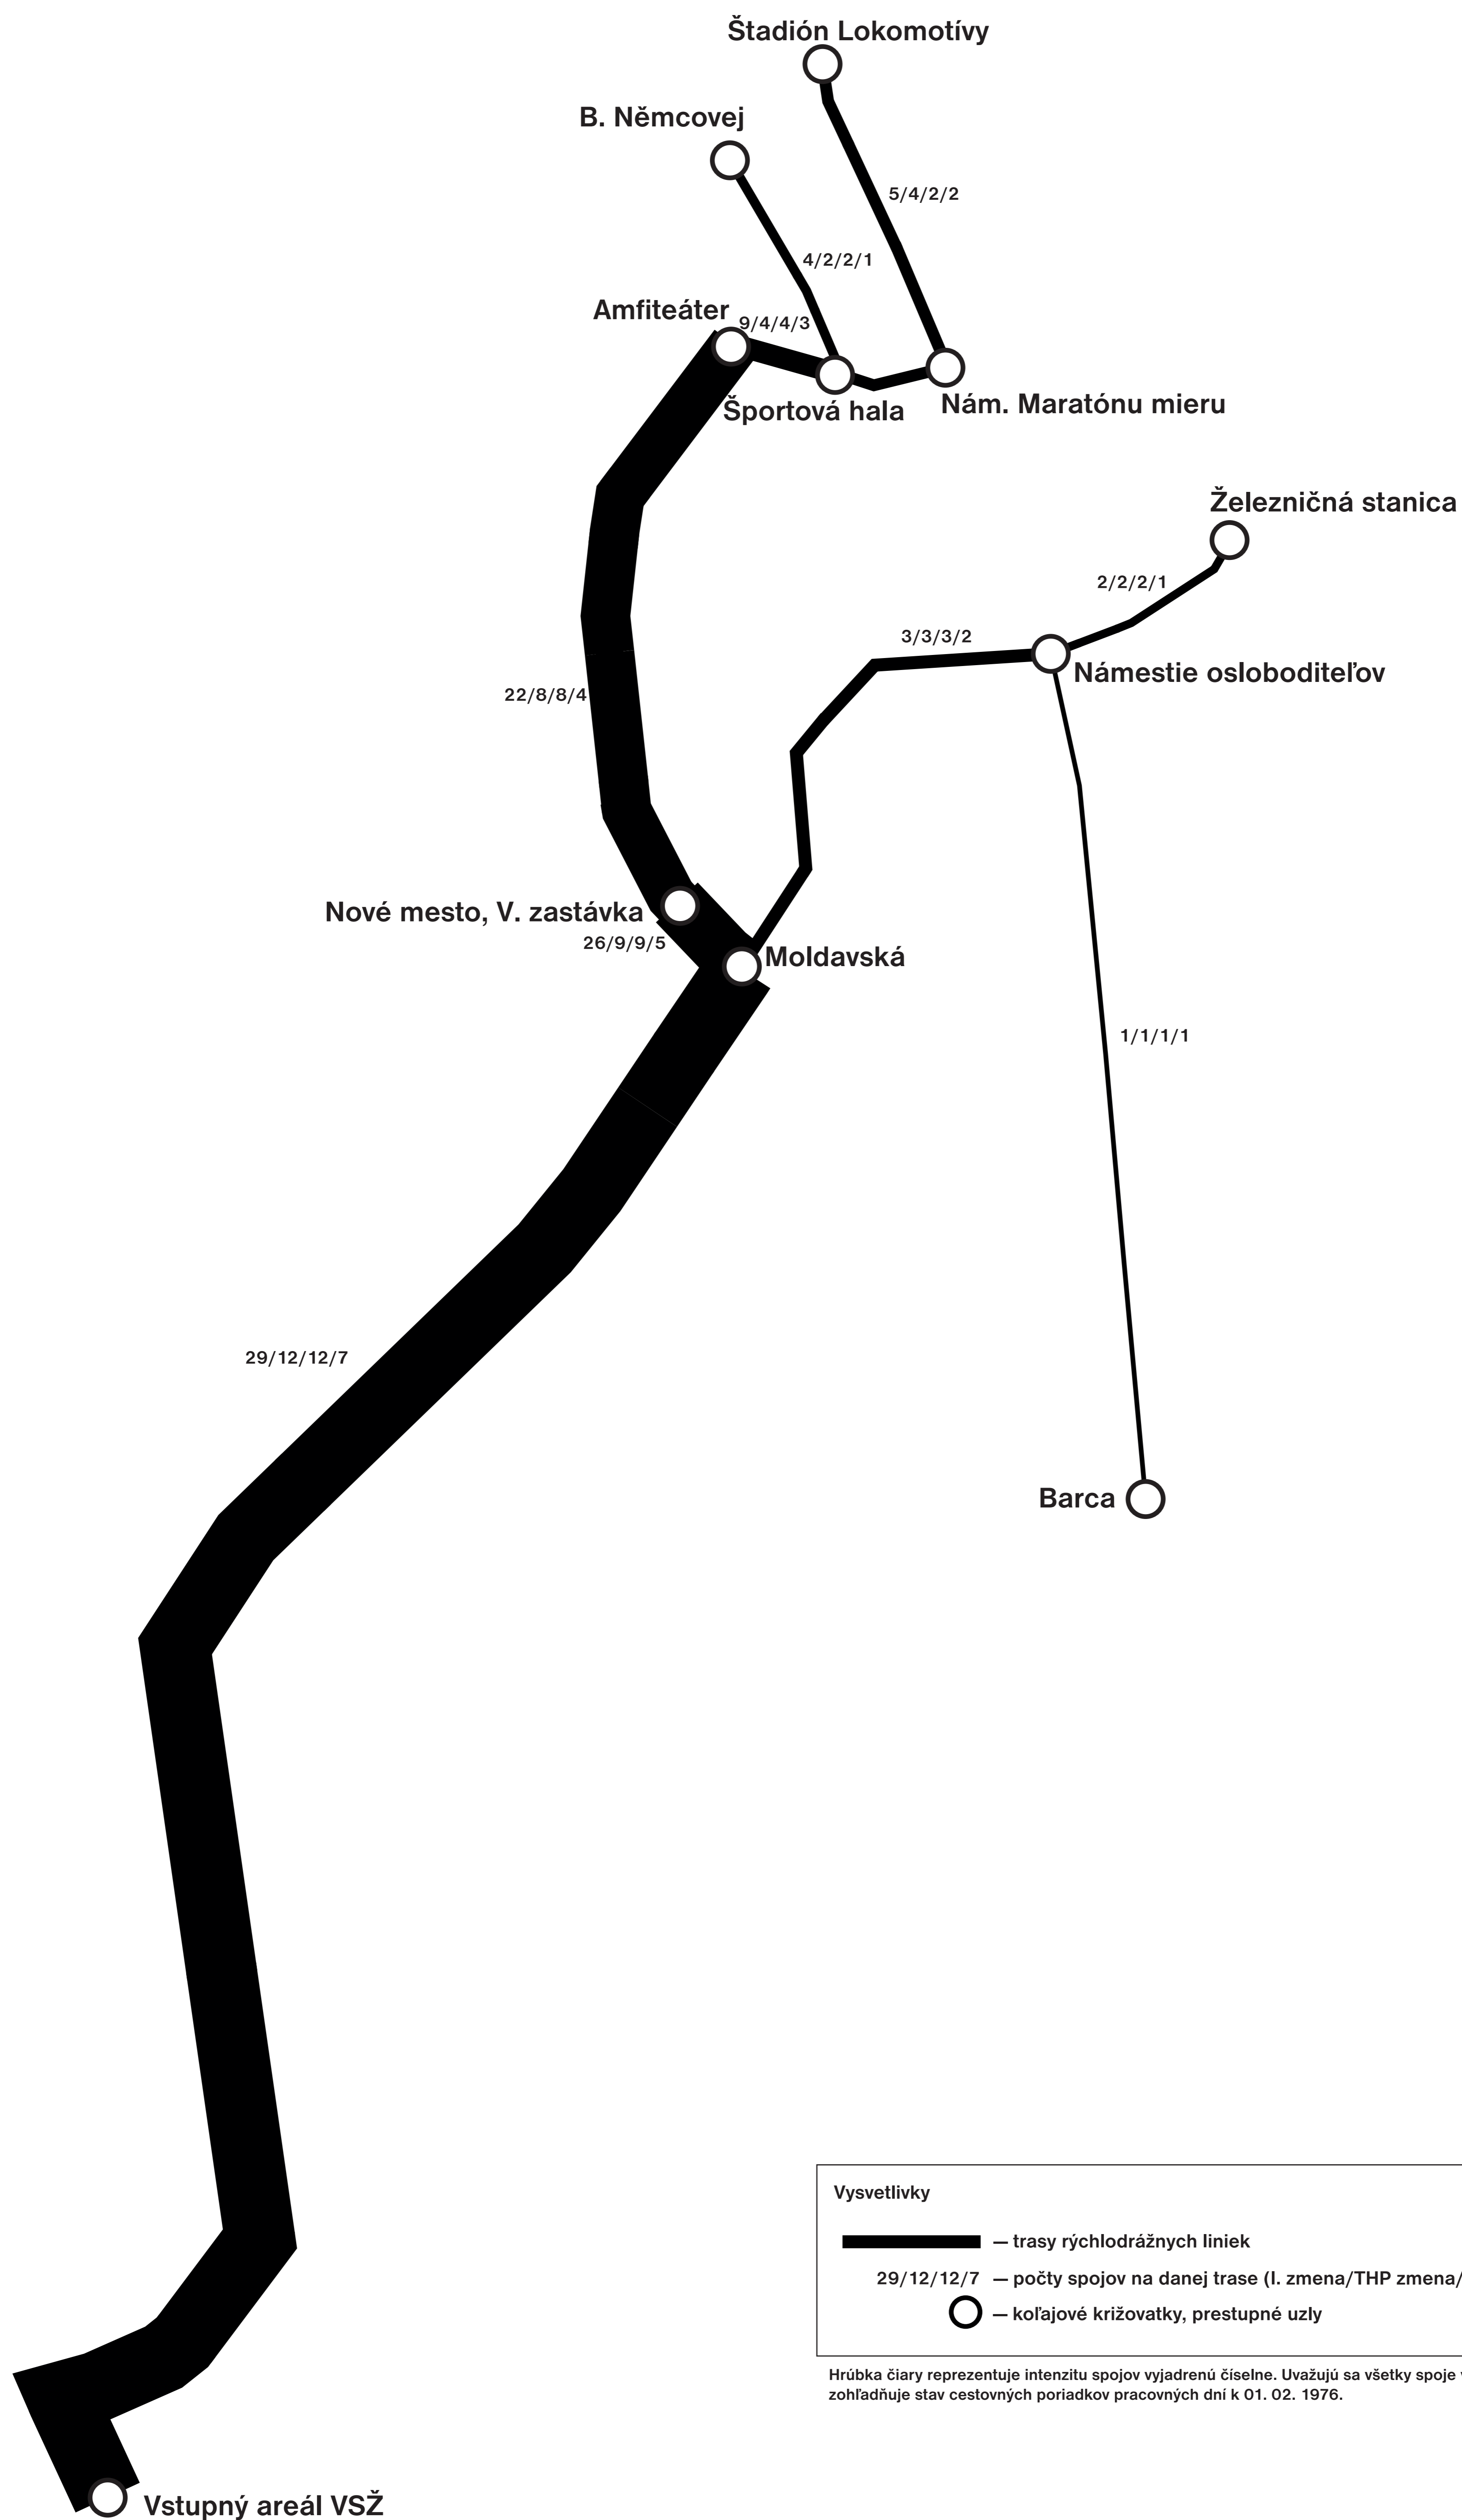 Štadión Lokomotívy
B. Němcovej
5/4/2/2
4/2/2/1
Amfiteáter
9/4/4/3
Športová hala
Nám. Maratónu mieru
Železničná stanica
2/2/2/1
3/3/3/2
Námestie osloboditeľov
22/8/8/4
Nové mesto, V. zastávka
26/9/9/5
Moldavská
1/1/1/1
29/12/12/7
Barca
Vysvetlivky
— trasy rýchlodrážnych liniek
29/12/12/7 — počty spojov na danej trase (I. zmena/THP zmena/
— koľajové križovatky, prestupné uzly
Hrúbka čiary reprezentuje intenzitu spojov vyjadrenú číselne. Uvažujú sa všetky spoje
zohľadňuje stav cestovných poriadkov pracovných dní k 01. 02. 1976.
Vstupný areál VSŽ